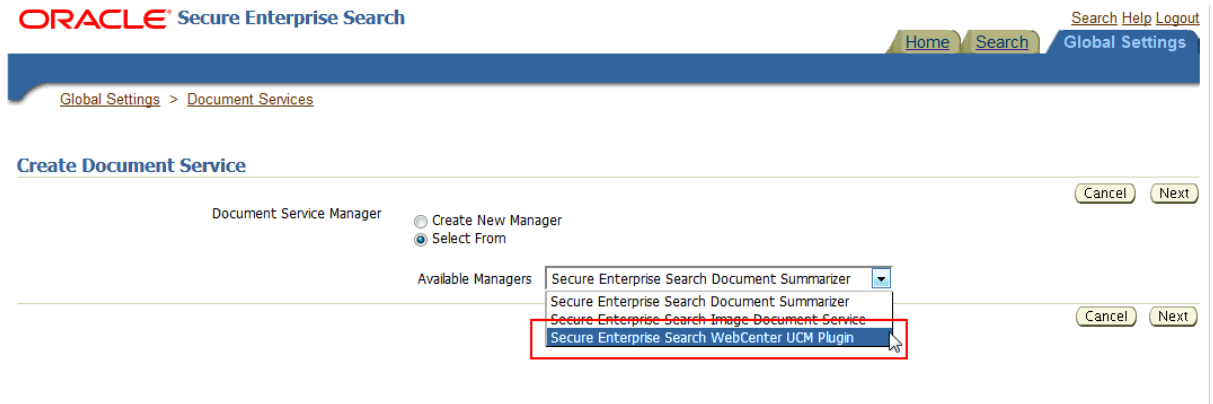 ORACLE® Secure Enterprise Search
Search Help Logout
Home Search Global Settings
Global Settings > Document Services
Create Document Service
Cancel Next
Document Service Manager
Create New Manager
Select From
Available Managers Secure Enterprise Search Document Summarizer
Secure Enterprise Search Document Summarizer
Secure Enterprise Search Image Document Service
Secure Enterprise Search WebCenter UCM Plugin
Cancel Next